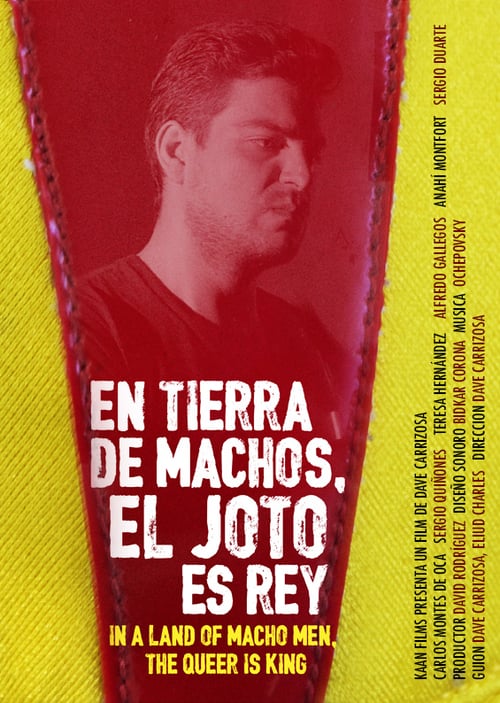 EN TIERRA
DE MACHOS,
EL JOTO
ES REY
IN A LAND OF MACHO MEN,
THE QUEER IS KING
KAAN FILMS PRESENTA UN FILM DE DAVE CARRIZOSA
CARLOS MONTES DE OCA SERGIO QUIÑONES TERESA HERNÁNDEZ ALFREDO GALLEGOS ANAHÍ MONTFORT SERGIO DUARTE
PRODUCTOR DAVID RODRÍGUEZ DISEÑO SONORO BIDKAR CORONA MUSICA OCHEPOVSKY
GUION DAVE CARRIZOSA, ELIUD CHARLES DIRECCION DAVE CARRIZOSA